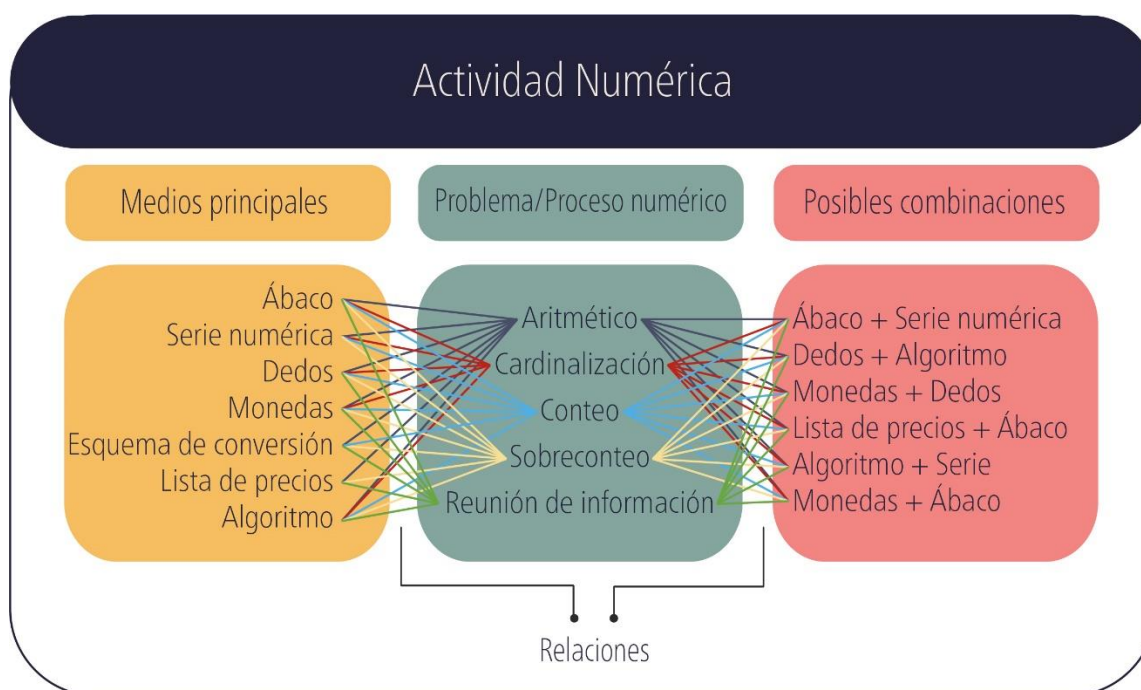 Actividad Numérica
Medios principales
Problema/Proceso numérico
Posibles combinaciones
Ábaco
Serie numérica
Dedos
Monedas
Esquema de conversión
Lista de precios
Algoritmo
Aritmético
Cardinalización
Conteo
Sobreconteo
Reunión de información
Ábaco + Serie numérica
Dedos + Algoritmo
Monedas + Dedos
Lista de precios + Ábaco
Algoritmo + Serie
Monedas + Ábaco
Relaciones